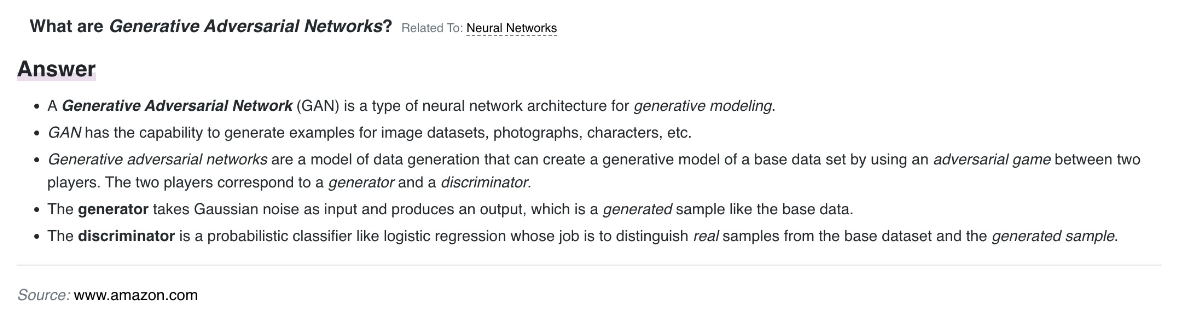 What are Generative Adversarial Networks? Related To: Neural Networks
Answer
• A Generative Adversarial Network (GAN) is a type of neural network architecture for generative modeling.
• GAN has the capability to generate examples for image datasets, photographs, characters, etc.
• Generative adversarial networks are a model of data generation that can create a generative model of a base data set by using an adversarial game between two
players. The two players correspond to a generator and a discriminator.
• The generator takes Gaussian noise as input and produces an output, which is a generated sample like the base data.
• The discriminator is a probabilistic classifier like logistic regression whose job is to distinguish real samples from the base dataset and the generated sample.
Source: www.amazon.com